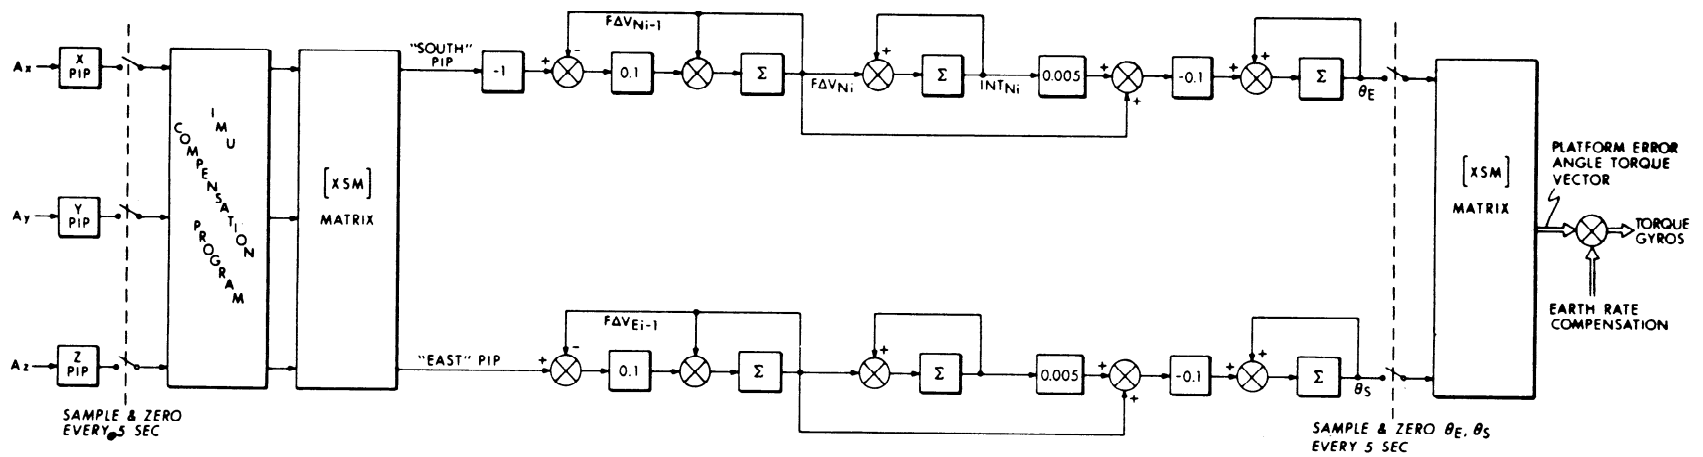 FΔVNi-1
"SOUTH"
PIP
Ax
X
PIP
-1
+
-
0.1
Σ
FΔVNi
+
Σ
INTNi
0.005
+
+
-0.1
+
+
Σ
θE
IMU
COMPENSATION
PROGRAM
[XSM]
MATRIX
Ay
Y
PIP
[XSM]
MATRIX
PLATFORM ERROR
ANGLE TORQUE
VECTOR
TORQUE
GYROS
EARTH RATE
COMPENSATION
FΔVEi-1
"EAST" PIP
Az
Z
PIP
+
-
0.1
Σ
+
Σ
0.005
+
+
-0.1
+
+
Σ
θS
SAMPLE & ZERO
EVERY .5 SEC
SAMPLE & ZERO θE, θS
EVERY 5 SEC